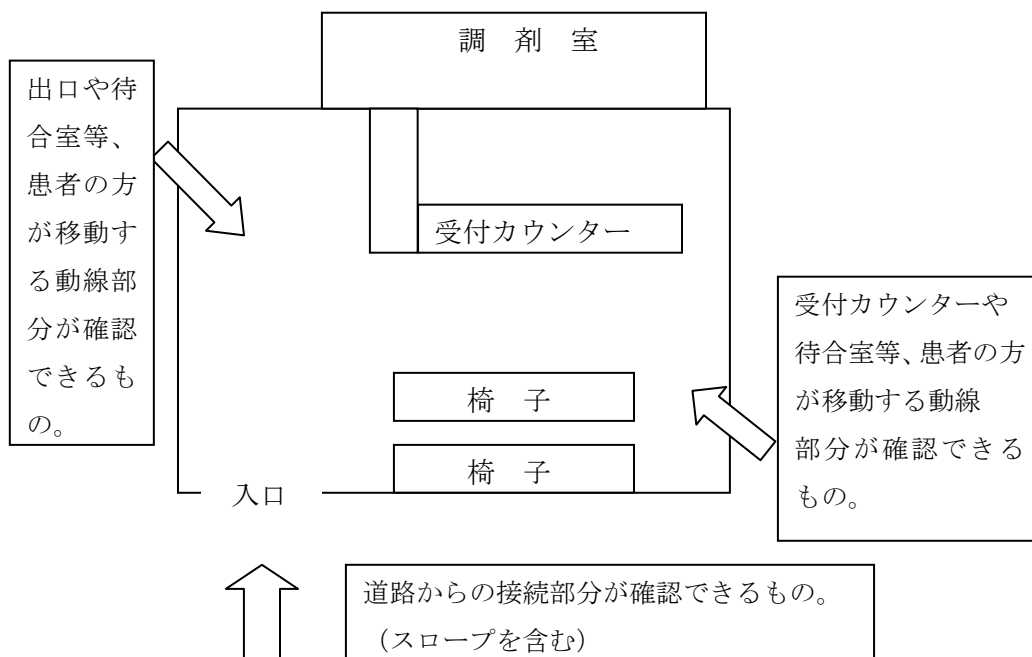 調 剤 室
出口や待
合室等、
患者の方
が移動す
る動線部
分が確認
できるも
の。
受付カウンター
受付カウンターや
待合室等、患者の方
が移動する動線
部分が確認できる
もの。
椅 子
椅 子
入口
道路からの接続部分が確認できるもの。
（スロープを含む）